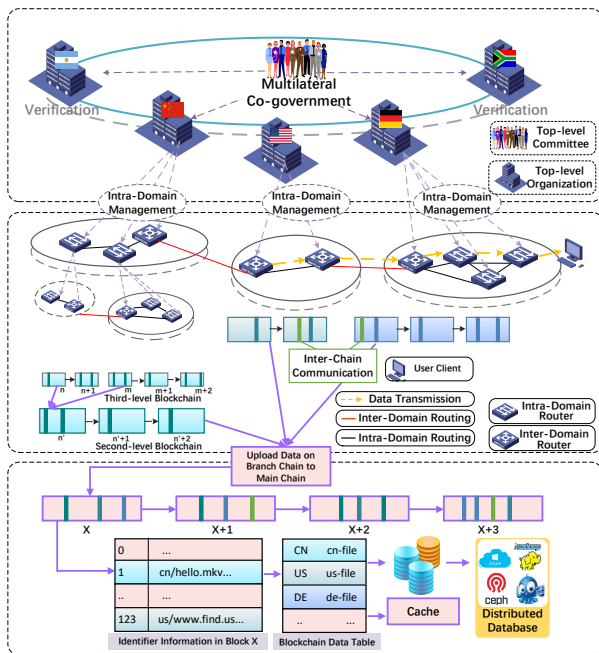 Multilateral
Co-government
Verification
Verification
Top-level
Committee
Top-level
Organization
Intra-Domain
Management
Intra-Domain
Management
Intra-Domain
Management
Inter-Chain
Communication
User Client
n
n+1
m
m+1
m+2
Third-level Blockchain
n'
n'+1
n'+2
Second-level Blockchain
Data Transmission
Inter-Domain Routing
Intra-Domain Routing
Intra-Domain
Router
Inter-Domain
Router
Upload Data on
Branch Chain to
Main Chain
X
X+1
X+2
X+3
0 ...
1 cn/hello.mkv...
.. ...
123 us/www.find.us...
Identifier Information in Block X
CN cn-file
US us-file
DE de-file
.. ...
Blockchain Data Table
Cache
Azure
ceph
Distributed
Database